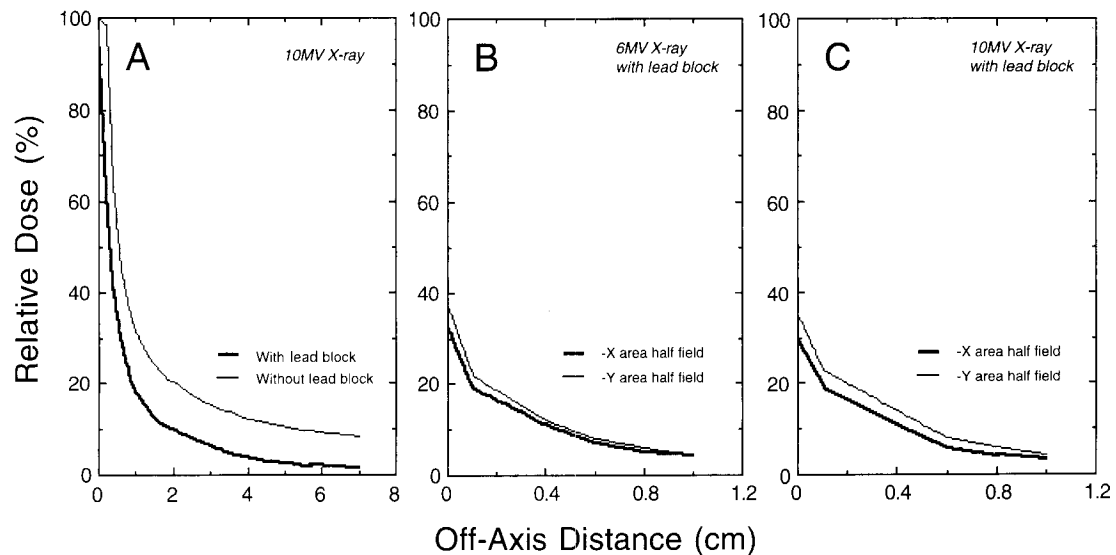 Relative Dose (%)
100
80
60
40
20
0
A
10MV X-ray
With lead block
Without lead block
0
2
4
6
8
100
80
60
40
20
0
B
6MV X-ray
with lead block
-X area half field
-Y area half field
0
0.4
0.8
1.2
100
80
60
40
20
0
C
10MV X-ray
with lead block
-X area half field
-Y area half field
0
0.4
0.8
1.2
Off-Axis Distance (cm)